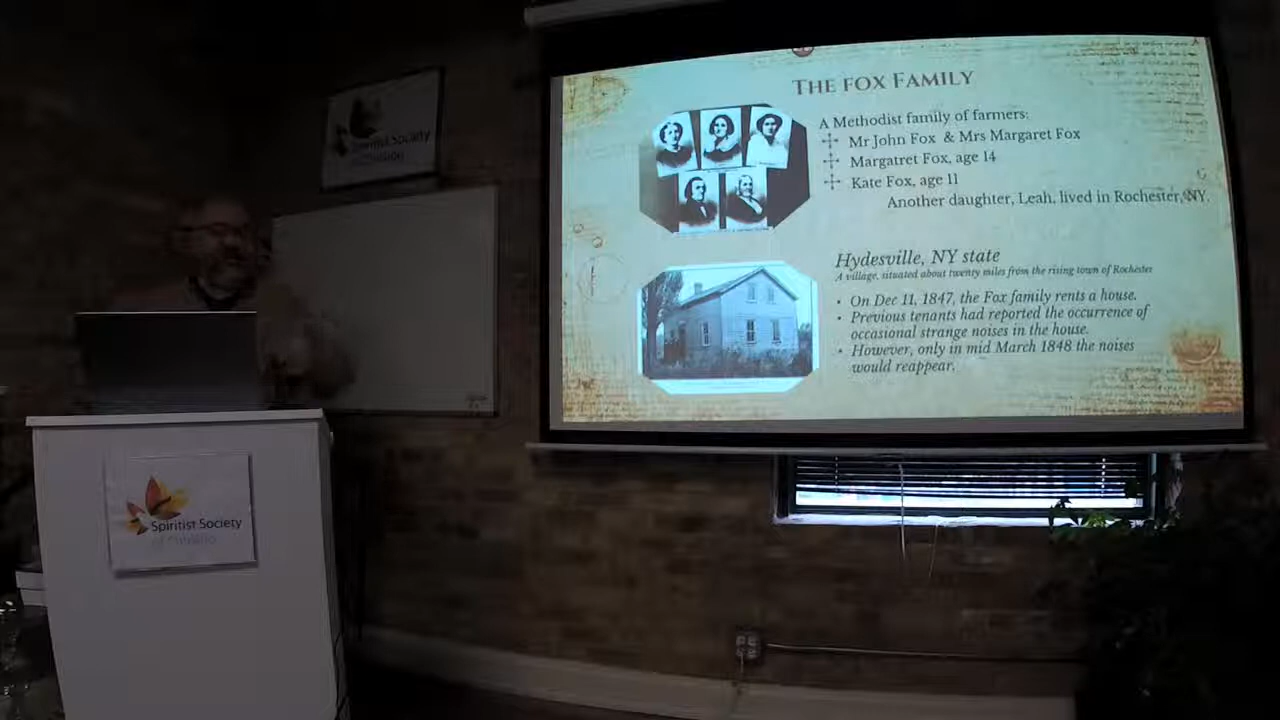 THE FOX FAMILY
A Methodist family of farmers:
Mr John Fox & Mrs Margaret Fox
Margatret Fox, age 14
Kate Fox, age 11
Another daughter, Leah, lived in Rochester, NY.
Hydesville, NY state
A village, situated about twenty miles from the rising town of Rochester
• On Dec 11, 1847, the Fox family rents a house.
• Previous tenants had reported the occurrence of
occasional strange noises in the house.
• However, only in mid March 1848 the noises
would reappear.
Spiritist Society
Spiritist Society